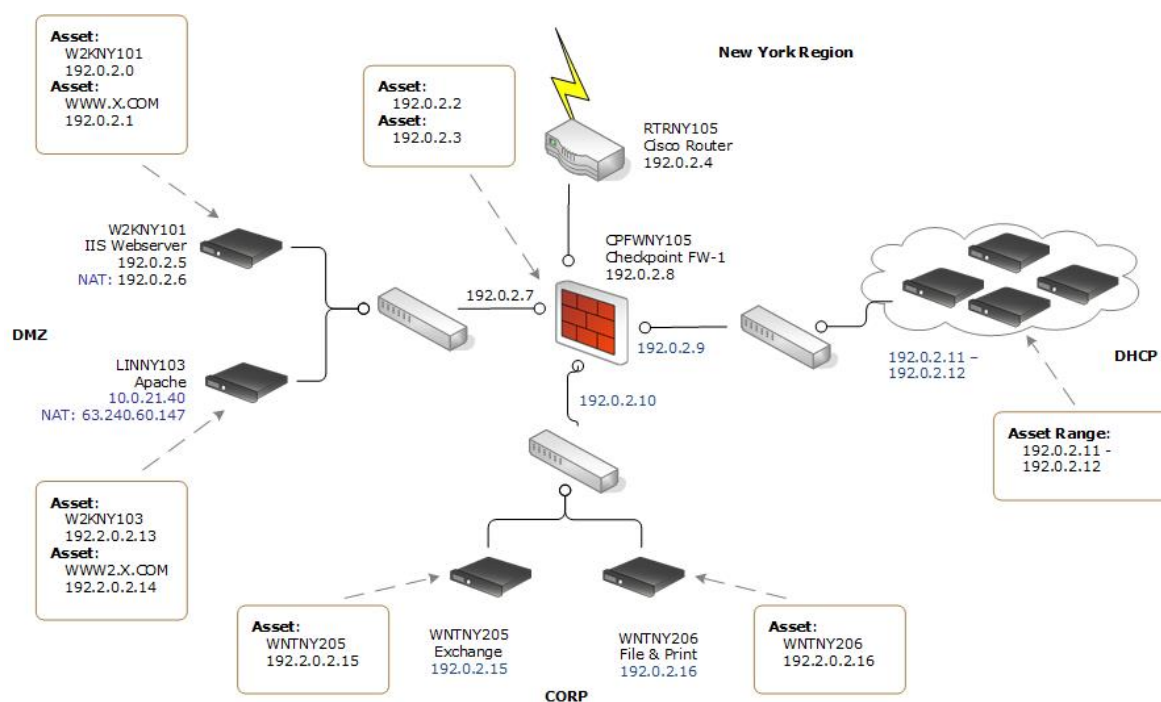 Asset:
W2KNY101
192.0.2.0
Asset:
WWW.X.COM
192.0.2.1
Asset:
192.0.2.2
Asset:
192.0.2.3
New York Region
RTRNY105
Cisco Router
192.0.2.4
W2KNY101
IIS Webserver
192.0.2.5
NAT: 192.0.2.6
192.0.2.7
CPFWNY105
Checkpoint FW-1
192.0.2.8
DMZ
192.0.2.9
192.0.2.11 –
192.0.2.12
DHCP
LINNY103
Apache
10.0.21.40
NAT: 63.240.60.147
192.0.2.10
Asset Range:
192.0.2.11 -
192.0.2.12
Asset:
W2KNY103
192.2.0.2.13
Asset:
WWW2.X.COM
192.2.0.2.14
Asset:
WNTNY205
192.2.0.2.15
WNTNY205
Exchange
192.0.2.15
WNTNY206
File & Print
192.0.2.16
Asset:
WNTNY206
192.2.0.2.16
CORP